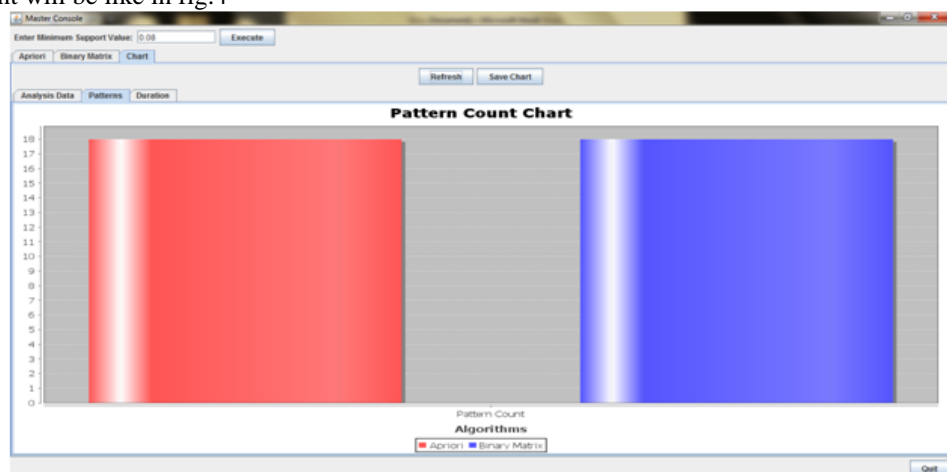 nt will be like in fig.4
Master Console
Enter Minimum Support Value: 0.08 Execute
Apriori Binary Matrix Chart
Refresh Save Chart
Analysis Data Patterns Duration
Pattern Count Chart
18
17
16
15
14
13
12
11
10
9
8
7
6
5
4
3
2
1
0
Pattern Count
Algorithms
Apriori Binary Matrix
Quit